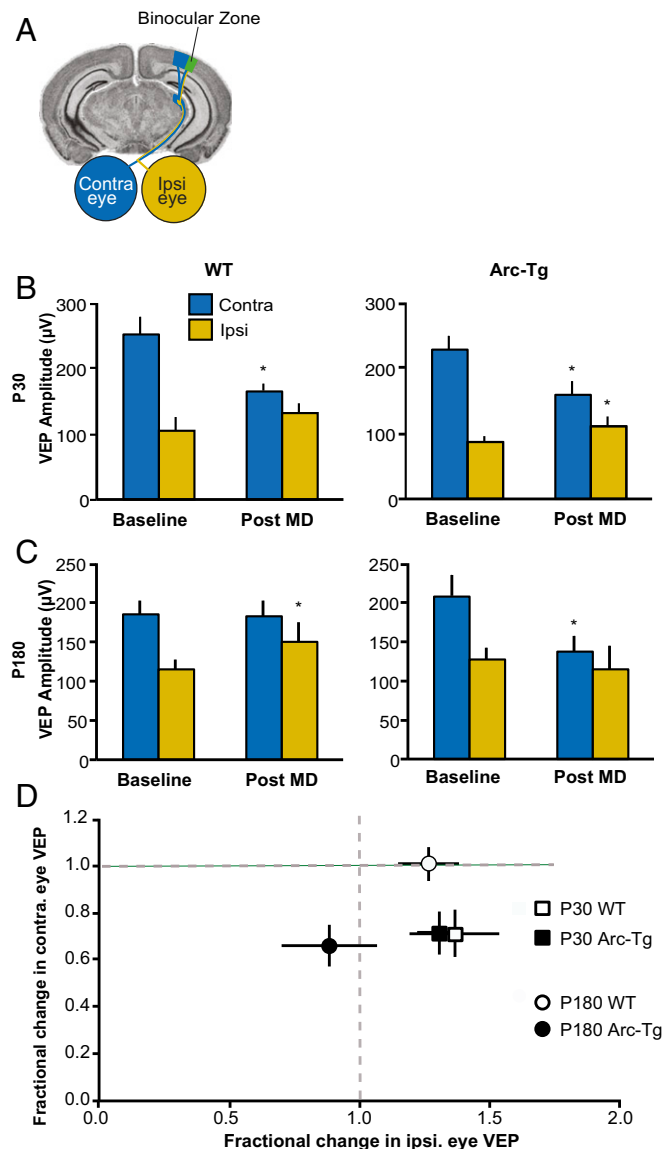 A
Binocular Zone
Contra
eye
Ipsi
eye
WT
Arc-Tg
B
P30
VEP Amplitude (µV)
300
200
100
0
Contra
Ipsi
*
Baseline
Post MD
300
200
100
0
*
*
Baseline
Post MD
C
P180
VEP Amplitude (µV)
250
200
150
100
50
0
*
Baseline
Post MD
250
200
150
100
50
0
*
Baseline
Post MD
D
Fractional change in contra. eye VEP
1.2
1.0
0.8
0.6
0.4
0.2
0.0
P30 WT
P30 Arc-Tg
P180 WT
P180 Arc-Tg
0.0
0.5
1.0
1.5
2.0
Fractional change in ipsi. eye VEP